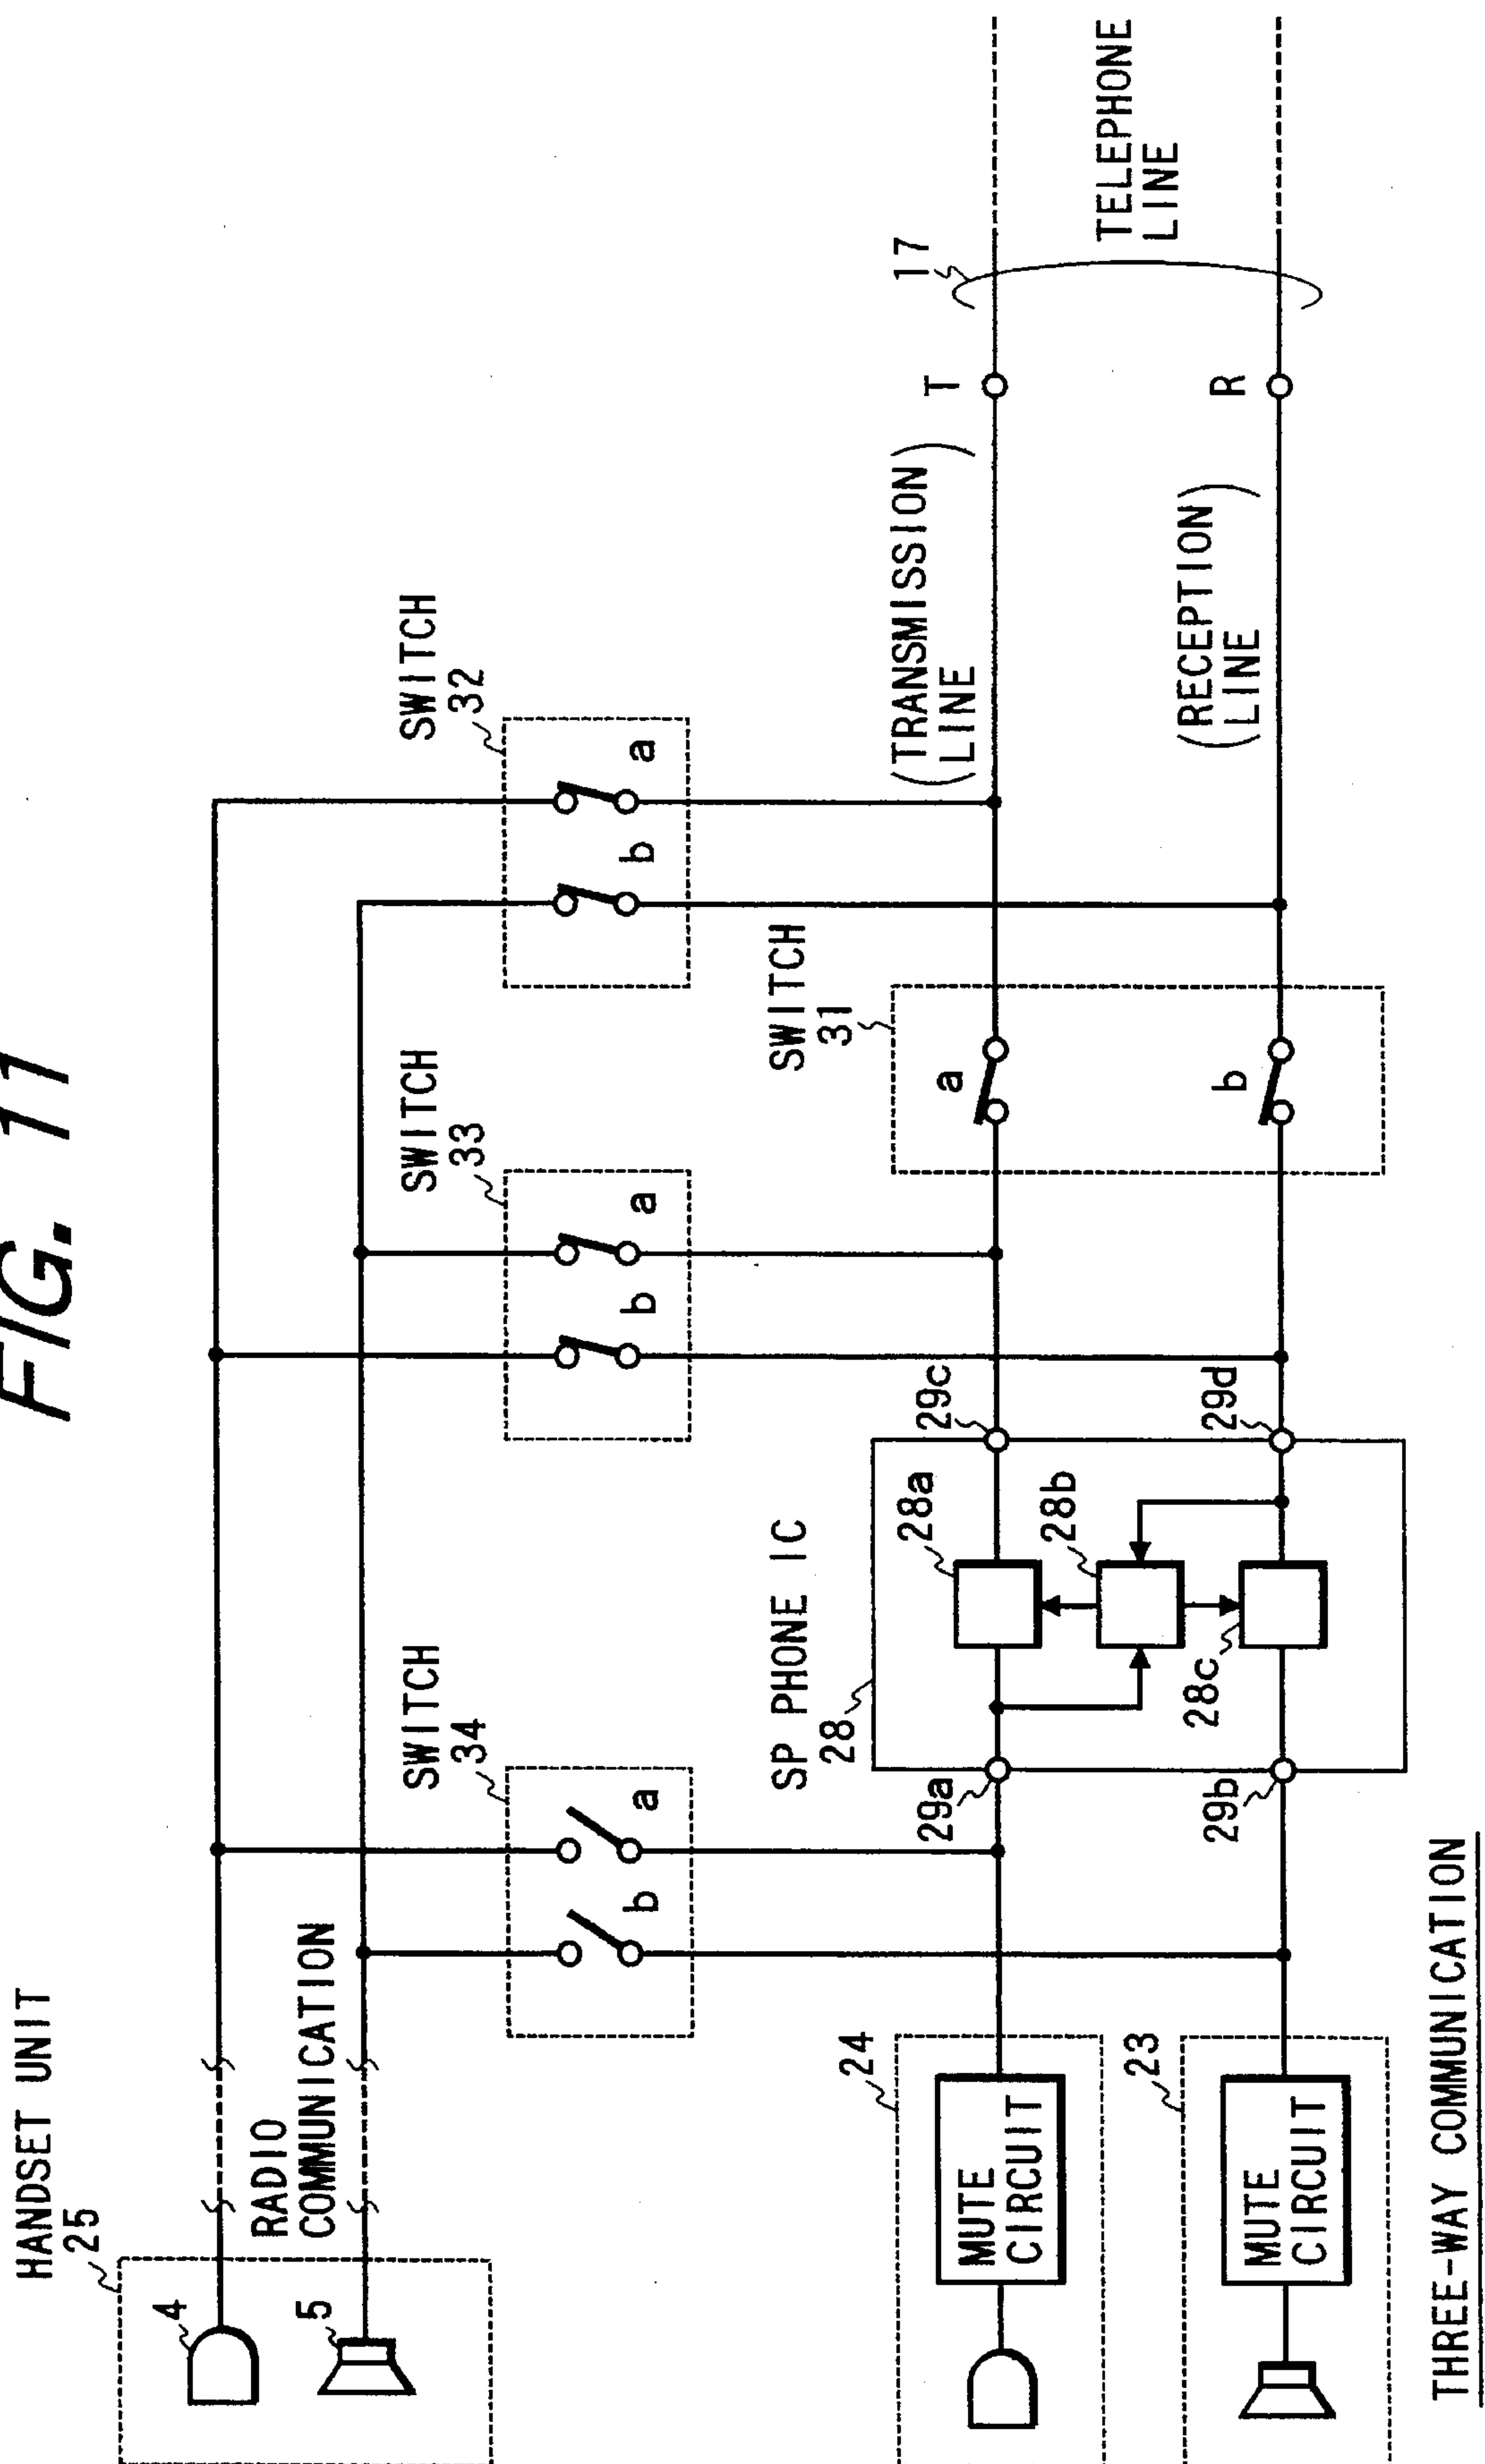 FIG. 11
HANDSET UNIT
25
4
5
RADIO
COMMUNICATION
SWITCH
34
a
b
SWITCH
33
a
b
SWITCH
32
a
b
SWITCH
31
a
b
SP PHONE IC
28
29a
29b
28a
28b
28c
29c
29d
24
MUTE
CIRCUIT
23
MUTE
CIRCUIT
(TRANSMISSION
LINE)
T
(RECEPTION
LINE)
R
17
TELEPHONE
LINE
THREE-WAY COMMUNICATION